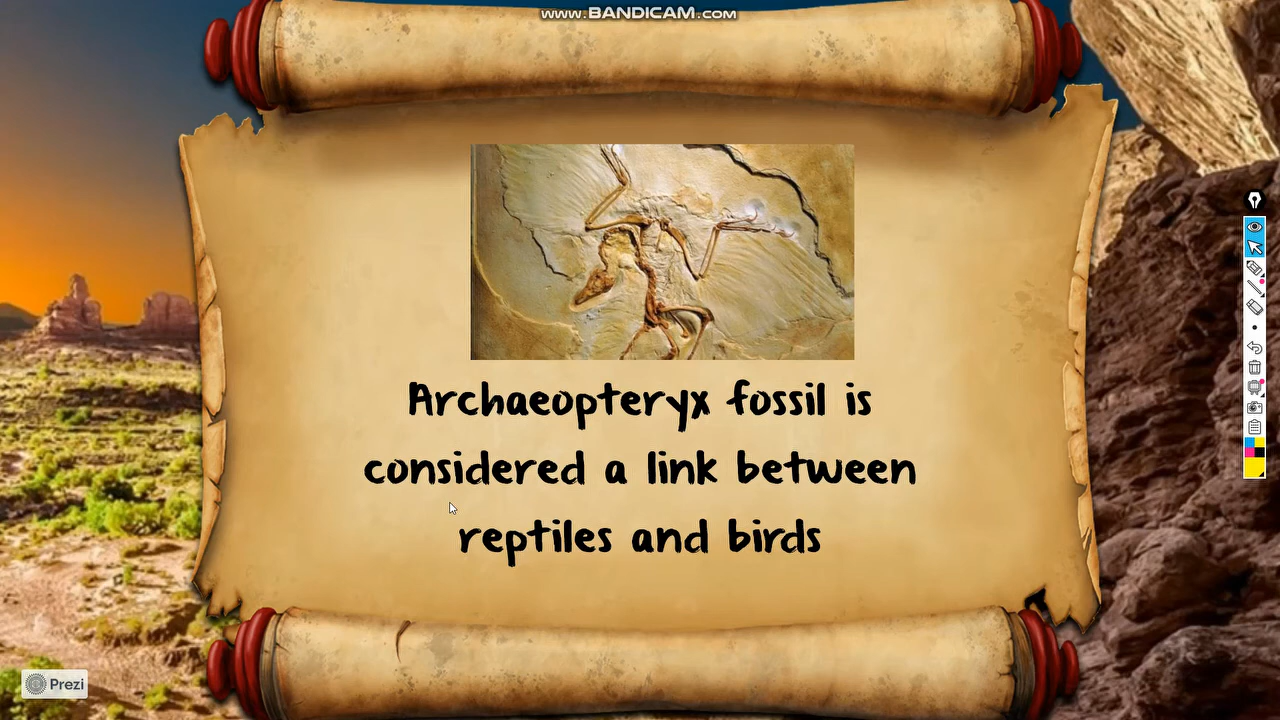 www.BANDICAM.com
Archaeopteryx fossil is
considered a link between
reptiles and birds
Prezi